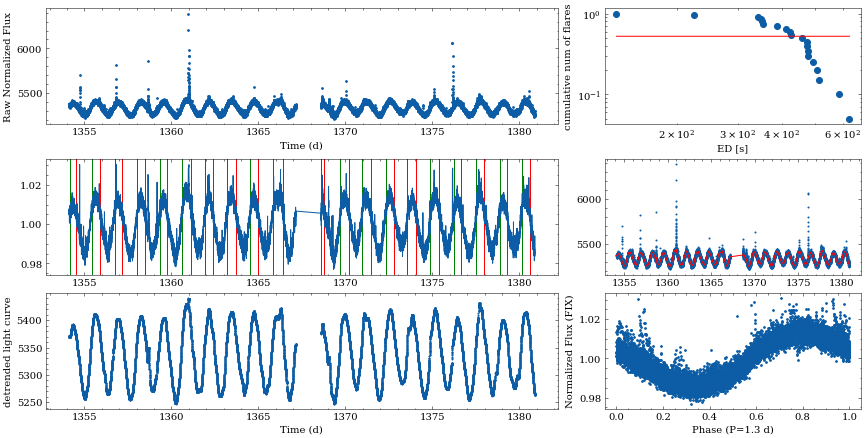 Raw Normalized Flux
6000
5500
1355 1360 1365 1370 1375 1380
Time (d)
cumulative num of flares
10⁰
10⁻¹
2 × 10² 3 × 10² 4 × 10² 6 × 10²
ED [s]
1.02
1.00
0.98
1355 1360 1365 1370 1375 1380
6000
5500
1355 1360 1365 1370 1375 1380
detrended light curve
5400
5350
5300
5250
1355 1360 1365 1370 1375 1380
Time (d)
Normalized Flux (FIX)
1.02
1.00
0.98
0.0 0.2 0.4 0.6 0.8 1.0
Phase (P=1.3 d)